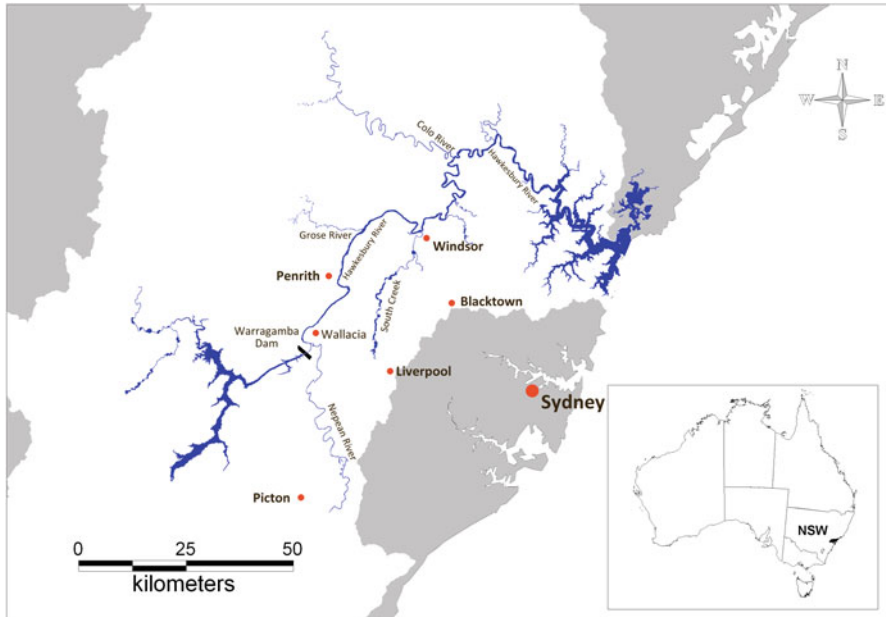 N
W E
S
Colo River
Hawkesbury River
Grose River
Hawkesbury River
Windsor
Penrith
South Creek
Blacktown
Warragamba
Dam
Wallacia
Liverpool
Sydney
Nepean River
Picton
NSW
0 25 50
kilometers